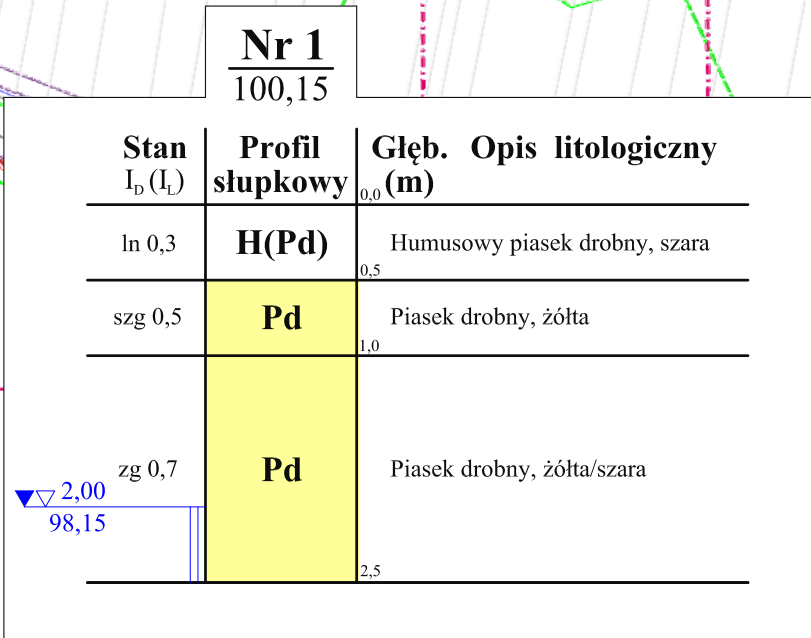 Nr 1
100,15
Stan Profil Głęb. Opis litologiczny
I_D (I_L) słupkowy 0,0 (m)
ln 0,3 H(Pd) Humusowy piasek drobny, szara
0,5
szg 0,5 Pd Piasek drobny, żółta
1,0
zg 0,7 Pd Piasek drobny, żółta/szara
2,00
98,15
2,5